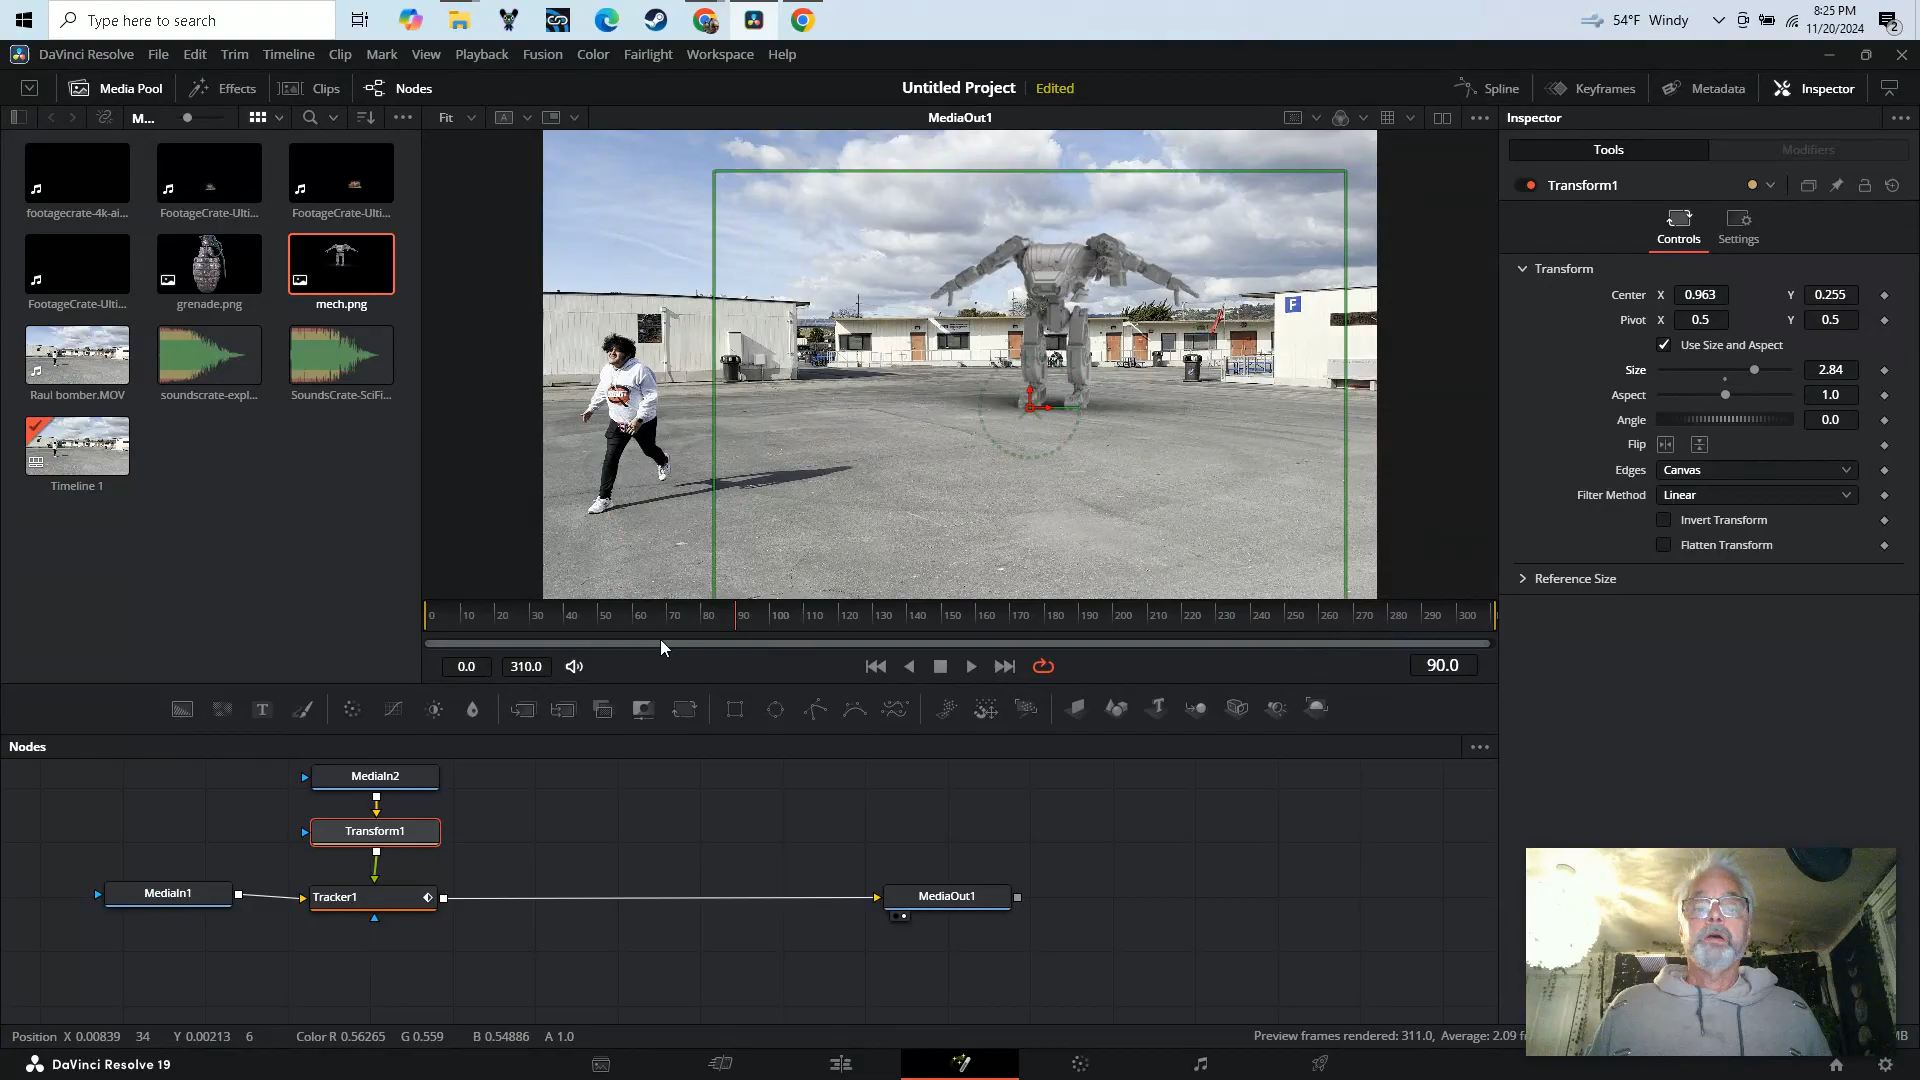 Type here to search
54°F Windy
8:25 PM
11/20/2024
2
DaVinci Resolve File Edit Trim Timeline Clip Mark View Playback Fusion Color Fairlight Workspace Help
Media Pool Effects Clips Nodes
Untitled Project Edited
Spline Keyframes Metadata Inspector
M... Fit A MediaOut1 Inspector
Tools Modifiers
Transform1
Controls Settings
footagecrate-4k-ai... FootageCrate-Ulti... FootageCrate-Ulti...
FootageCrate-Ulti... grenade.png mech.png
Raul bomber.MOV soundscrate-expl... SoundsCrate-SciFi...
Timeline 1
F
Transform
Center X 0.963 Y 0.255
Pivot X 0.5 Y 0.5
Use Size and Aspect
Size 2.84
Aspect 1.0
Angle 0.0
Flip
Edges Canvas
Filter Method Linear
Invert Transform
Flatten Transform
Reference Size
0 10 20 30 40 50 60 70 80 90 100 110 120 130 140 150 160 170 180 190 200 210 220 230 240 250 260 270 280 290 300
0.0 310.0 90.0
T
Nodes
MediaIn2
Transform1
MediaIn1 Tracker1 MediaOut1
Position X 0.00839 34 Y 0.00213 6 Color R 0.56265 G 0.559 B 0.54886 A 1.0
Preview frames rendered: 311.0, Average: 2.09 f
MB
DaVinci Resolve 19